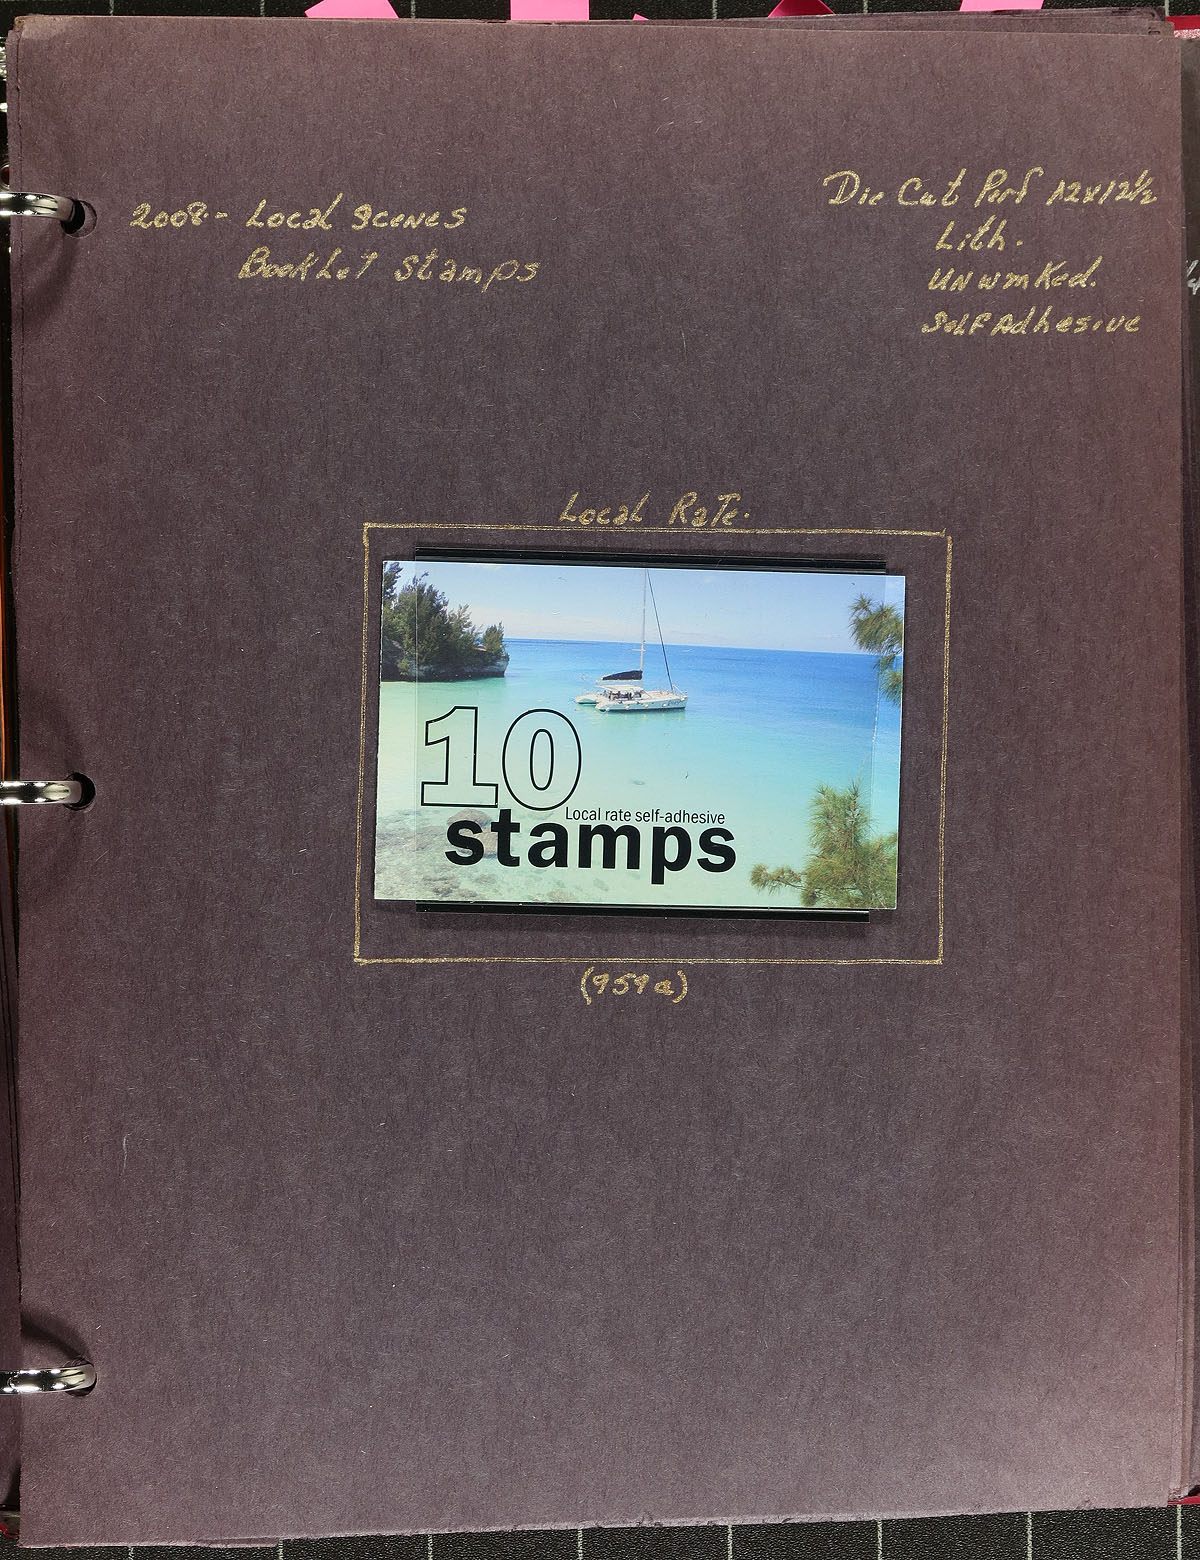 2008 - Local Scenes
Booklet Stamps
Die Cut Perf 12x12½
Lith.
Unwmked.
Self Adhesive
Local Rate.
10
Local rate self-adhesive
stamps
(959a)